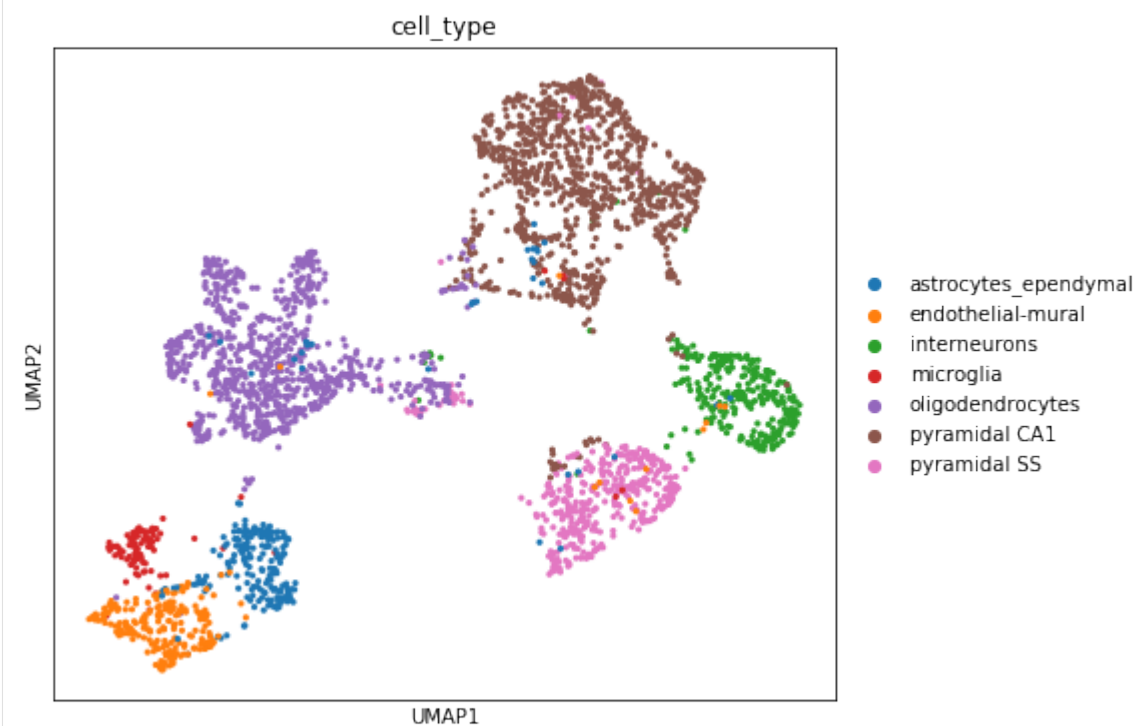 cell_type
UMAP2
UMAP1
astrocytes_ependymal
endothelial-mural
interneurons
microglia
oligodendrocytes
pyramidal CA1
pyramidal SS